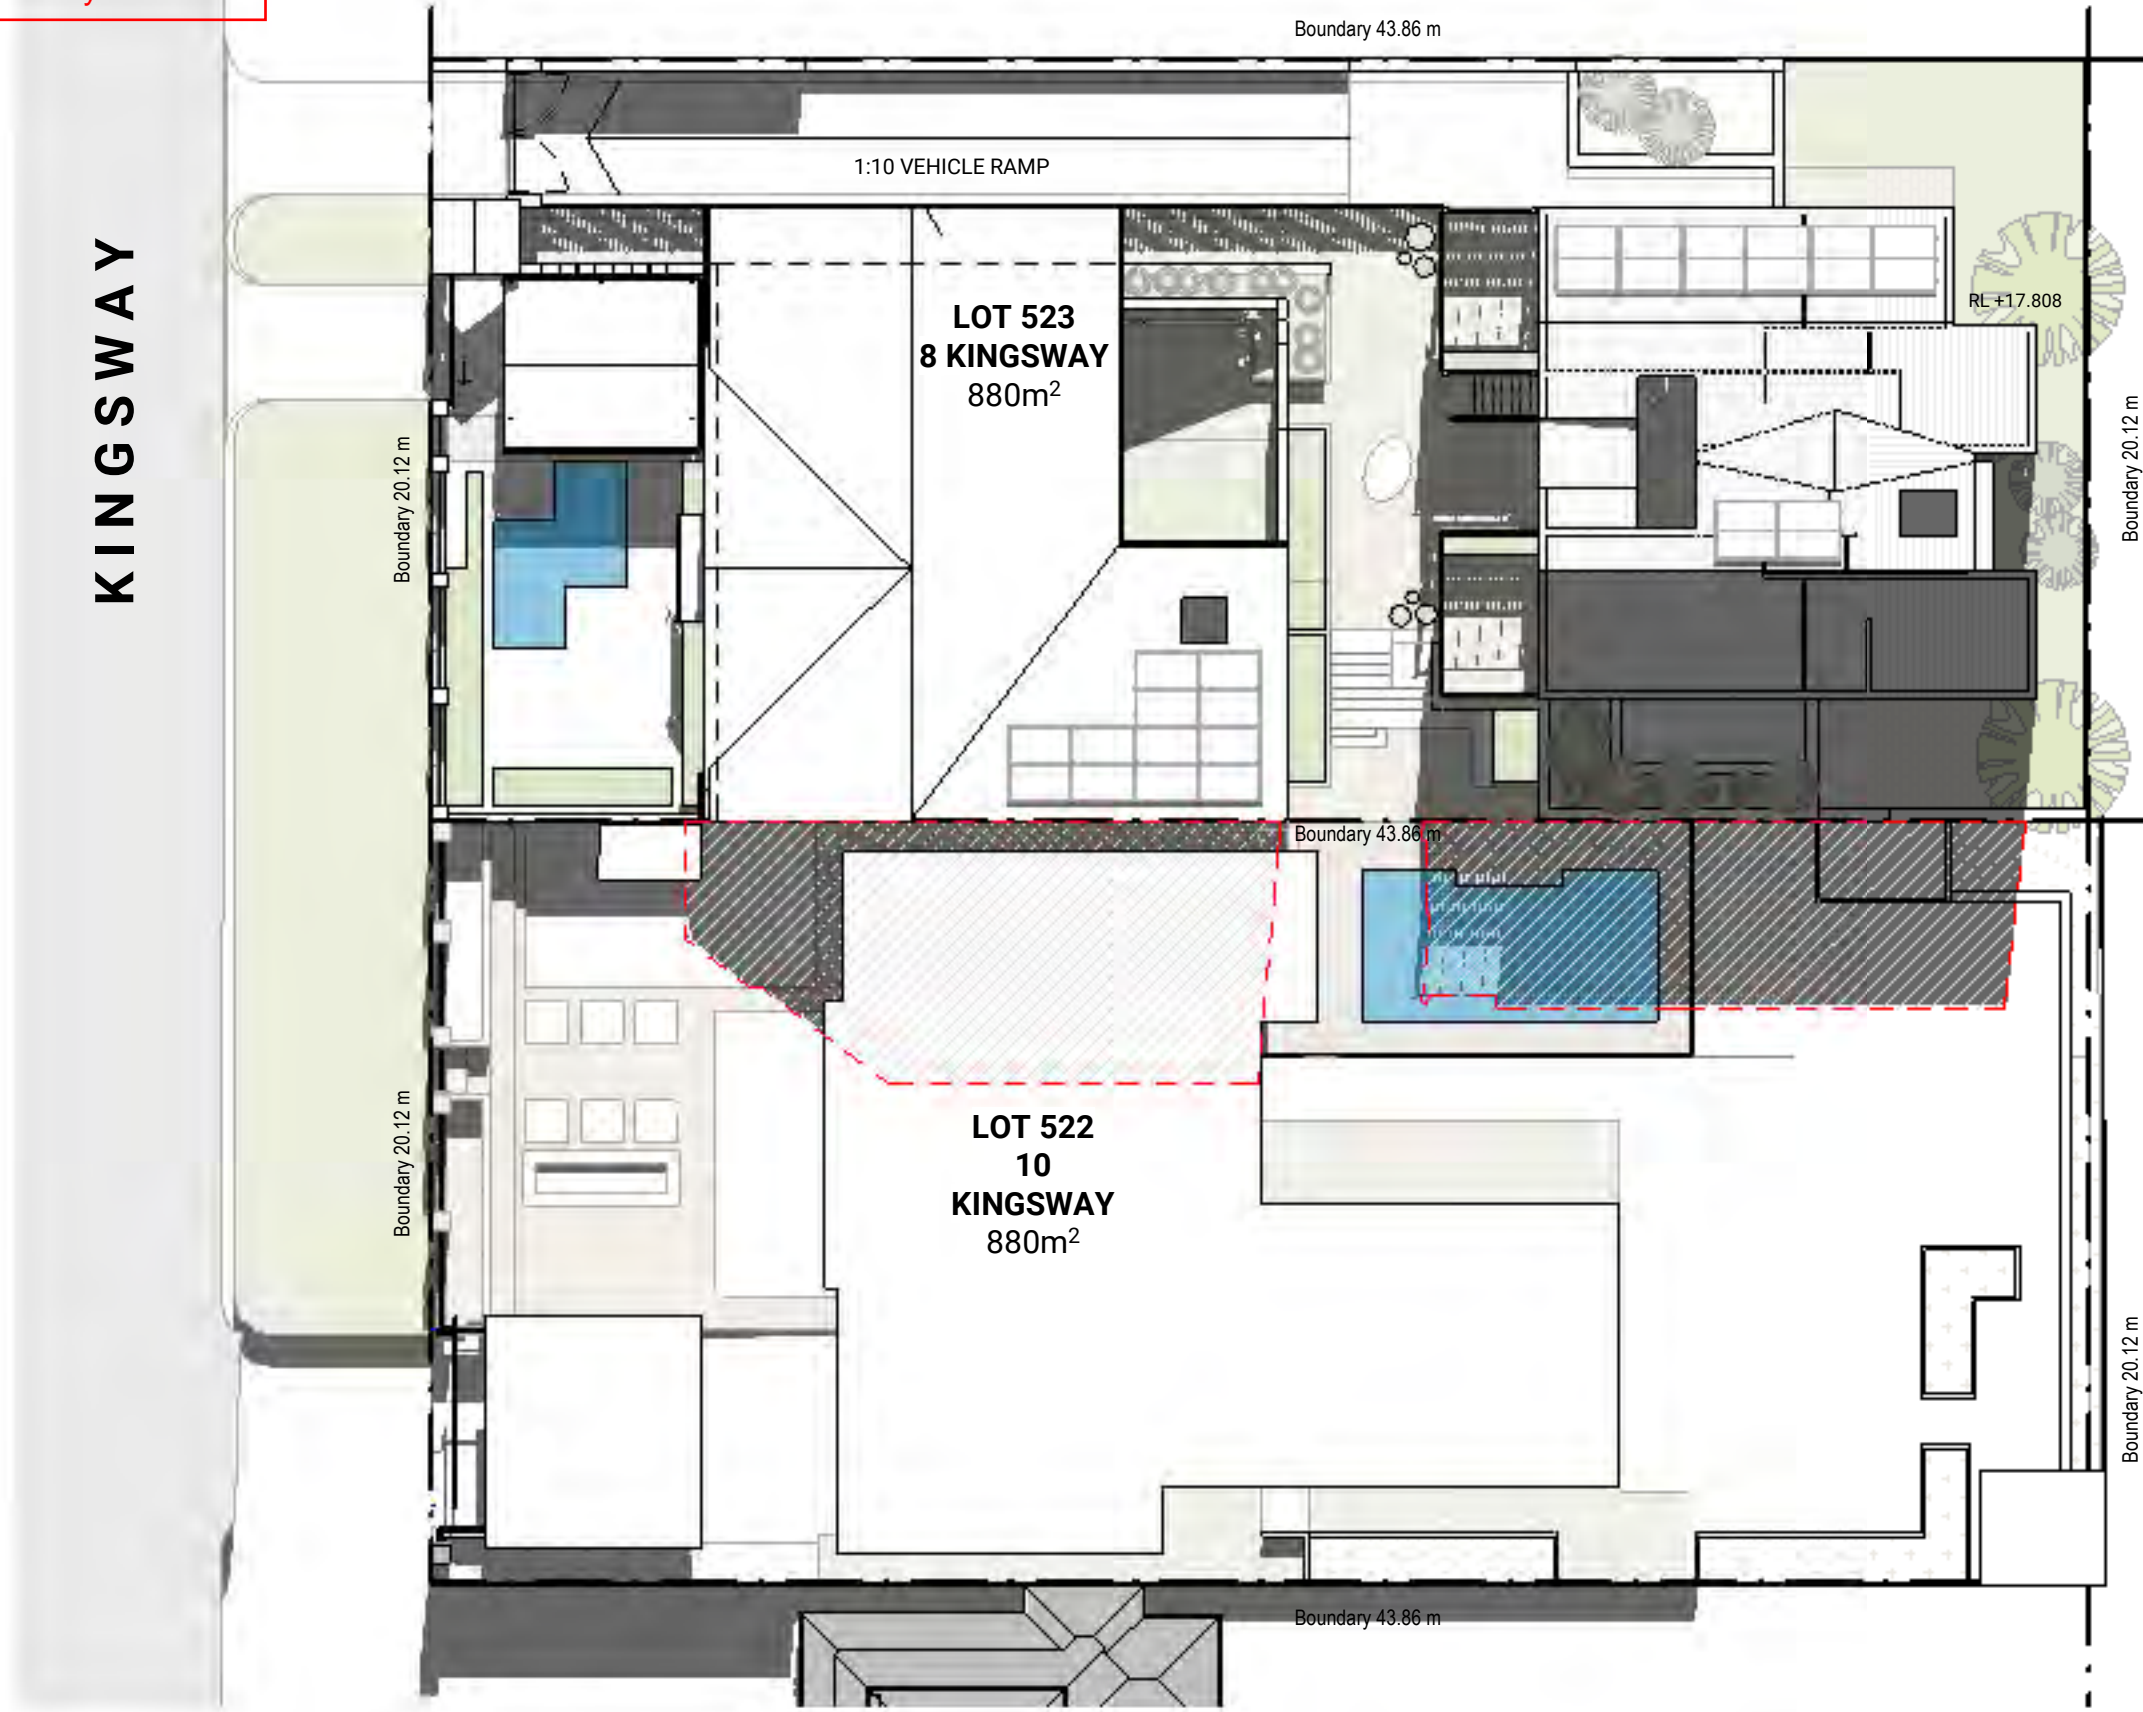 Boundary 43.86 m
1:10 VEHICLE RAMP
KINGSWAY
LOT 523
8 KINGSWAY
880m²
RL +17.808
Boundary 20.12 m
Boundary 20.12 m
Boundary 43.86 m
LOT 522
10
KINGSWAY
880m²
Boundary 20.12 m
Boundary 20.12 m
Boundary 43.86 m